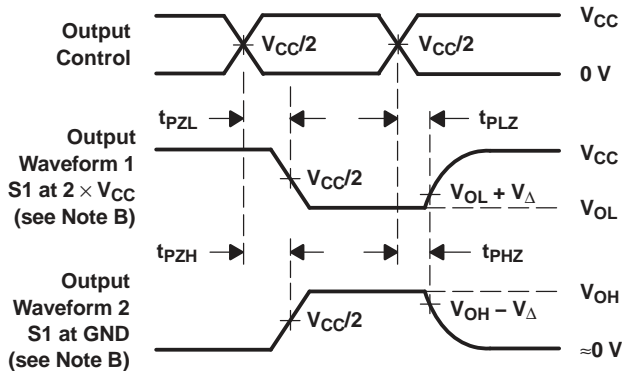 Output
Control
V_CC/2
V_CC/2
V_CC
0 V
t_PZL
t_PLZ
Output
Waveform 1
S1 at 2 × V_CC
(see Note B)
V_CC/2
V_OL + V_Δ
V_CC
V_OL
t_PZH
t_PHZ
Output
Waveform 2
S1 at GND
(see Note B)
V_CC/2
V_OH − V_Δ
V_OH
≈0 V